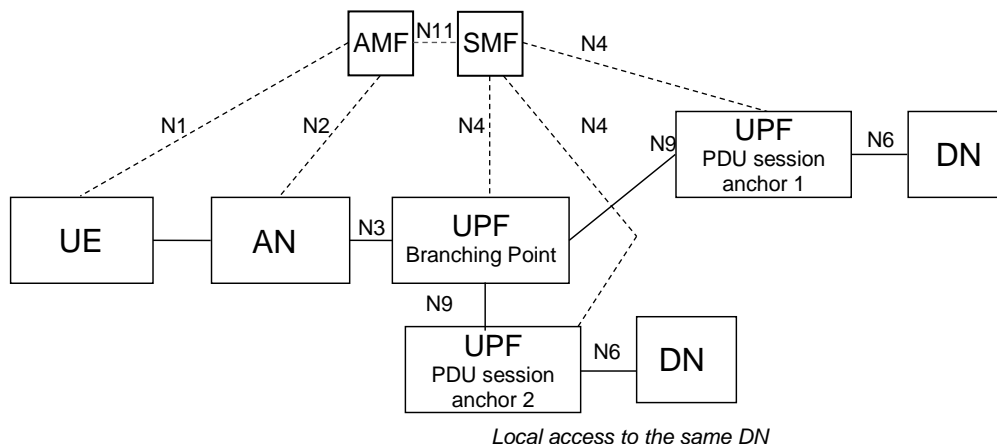 N11
AMF
SMF
N4
N1
N2
N4
N4
UPF
PDU session
anchor 1
N9
N6
DN
UE
AN
N3
UPF
Branching Point
N9
UPF
PDU session
anchor 2
N6
DN
Local access to the same DN